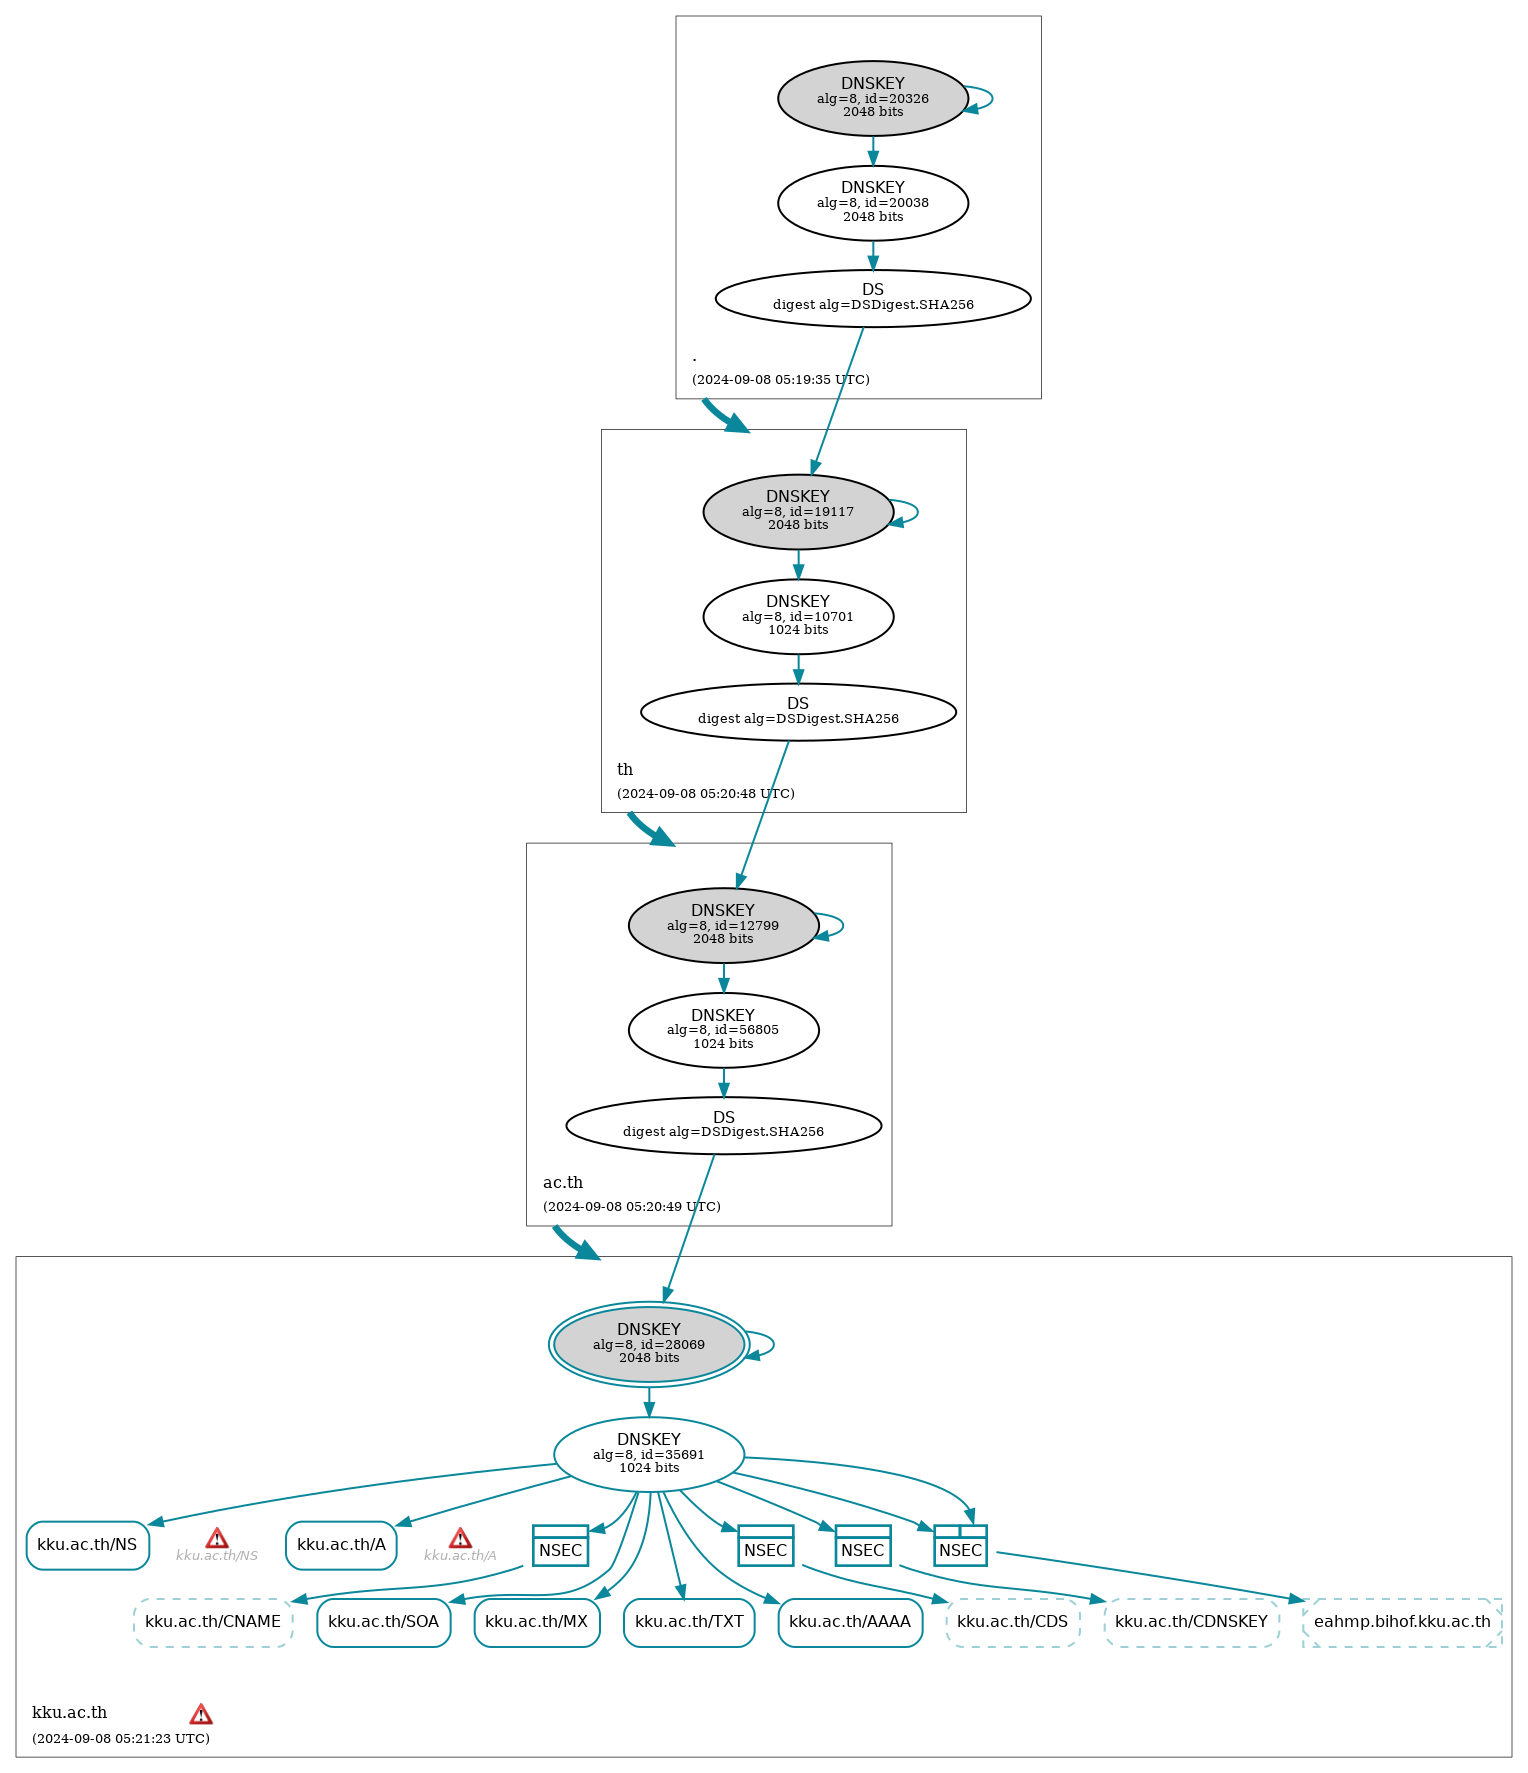 DNSKEY
alg=8, id=20326
2048 bits
DNSKEY
alg=8, id=20038
2048 bits
DS
digest alg=DSDigest.SHA256
.
(2024-09-08 05:19:35 UTC)
DNSKEY
alg=8, id=19117
2048 bits
DNSKEY
alg=8, id=10701
1024 bits
DS
digest alg=DSDigest.SHA256
th
(2024-09-08 05:20:48 UTC)
DNSKEY
alg=8, id=12799
2048 bits
DNSKEY
alg=8, id=56805
1024 bits
DS
digest alg=DSDigest.SHA256
ac.th
(2024-09-08 05:20:49 UTC)
DNSKEY
alg=8, id=28069
2048 bits
DNSKEY
alg=8, id=35691
1024 bits
kku.ac.th/NS
kku.ac.th/NS
kku.ac.th/A
kku.ac.th/A
NSEC
NSEC
NSEC
NSEC
kku.ac.th/CNAME
kku.ac.th/SOA
kku.ac.th/MX
kku.ac.th/TXT
kku.ac.th/AAAA
kku.ac.th/CDS
kku.ac.th/CDNSKEY
eahmp.bihof.kku.ac.th
kku.ac.th
(2024-09-08 05:21:23 UTC)